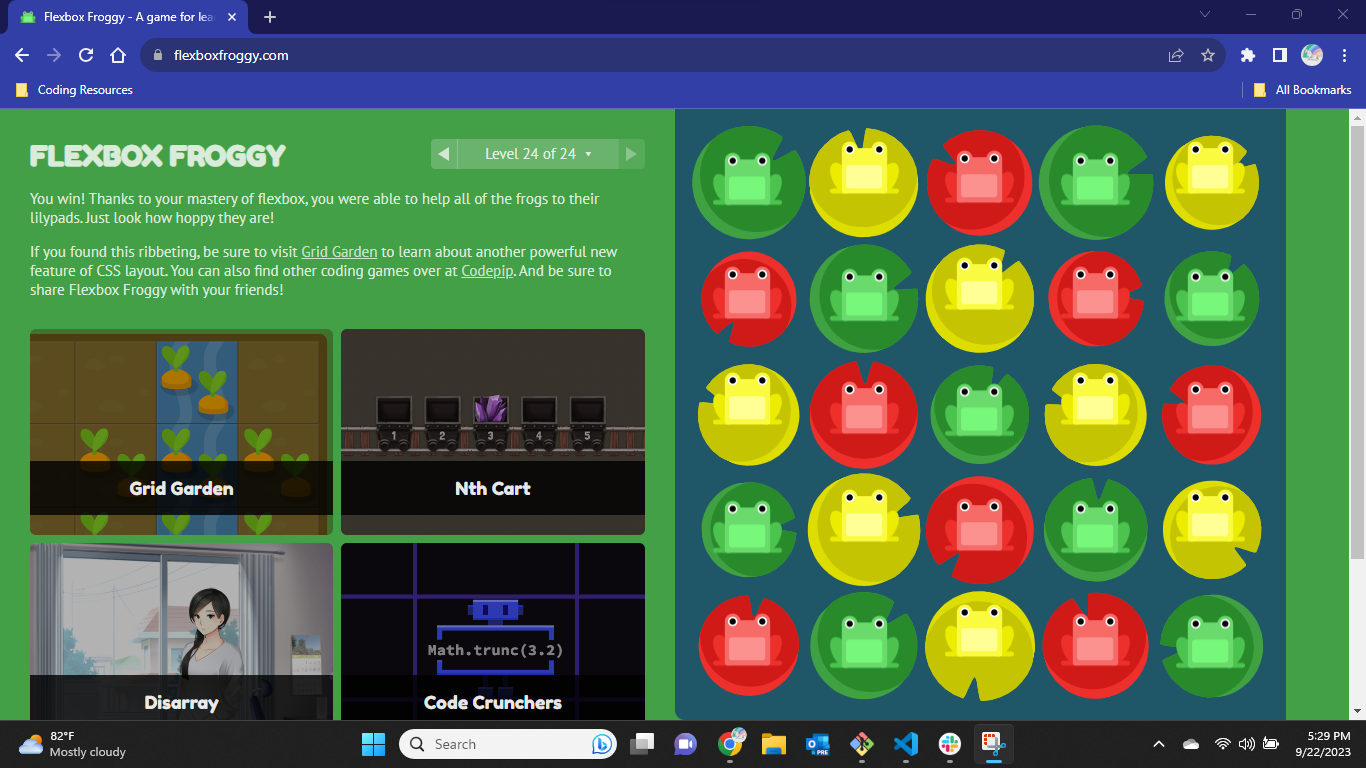 Flexbox Froggy - A game for lea
flexboxfroggy.com
Coding Resources
All Bookmarks
FLEXBOX FROGGY
Level 24 of 24
You win! Thanks to your mastery of flexbox, you were able to help all of the frogs to their
lilypads. Just look how hoppy they are!
If you found this ribbeting, be sure to visit Grid Garden to learn about another powerful new
feature of CSS layout. You can also find other coding games over at Codepip. And be sure to
share Flexbox Froggy with your friends!
Grid Garden
1 2 3 4 5
Nth Cart
Disarray
Math.trunc(3.2)
Code Crunchers
82°F
Mostly cloudy
Search
PRE
5:29 PM
9/22/2023